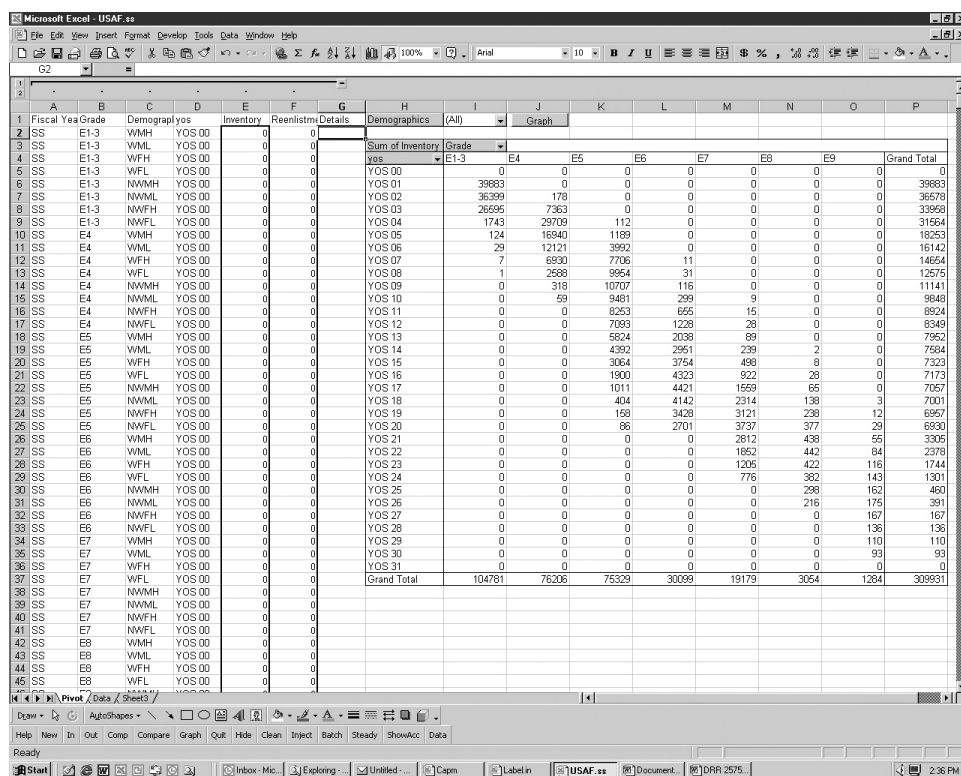 Microsoft Excel - USAF.ss
File Edit View Insert Format Develop Tools Data Window Help
100% Arial 10 B I U $ % ,
G2 =
1
2
A B C D E F G H I J K L M N O P
1 Fiscal Yea Grade Demograpl yos Inventory Reenlistme Details Demographics (All) Graph
2 SS E1-3 WMH YOS 00 0 0
3 SS E1-3 WML YOS 00 0 0 Sum of Inventory Grade
4 SS E1-3 WFH YOS 00 0 0 yos E1-3 E4 E5 E6 E7 E8 E9 Grand Total
5 SS E1-3 WFL YOS 00 0 0 YOS 00 0 0 0 0 0 0 0 0
6 SS E1-3 NWMH YOS 00 0 0 YOS 01 39883 0 0 0 0 0 0 39883
7 SS E1-3 NWML YOS 00 0 0 YOS 02 36399 178 0 0 0 0 0 36578
8 SS E1-3 NWFH YOS 00 0 0 YOS 03 26595 7363 0 0 0 0 0 33958
9 SS E1-3 NWFL YOS 00 0 0 YOS 04 1743 29709 112 0 0 0 0 31564
10 SS E4 WMH YOS 00 0 0 YOS 05 124 16940 1189 0 0 0 0 18253
11 SS E4 WML YOS 00 0 0 YOS 06 29 12121 3992 0 0 0 0 16142
12 SS E4 WFH YOS 00 0 0 YOS 07 7 6930 7706 11 0 0 0 14654
13 SS E4 WFL YOS 00 0 0 YOS 08 1 2588 9954 31 0 0 0 12575
14 SS E4 NWMH YOS 00 0 0 YOS 09 0 318 10707 116 0 0 0 11141
15 SS E4 NWML YOS 00 0 0 YOS 10 0 59 9481 299 9 0 0 9848
16 SS E4 NWFH YOS 00 0 0 YOS 11 0 0 8253 655 15 0 0 8924
17 SS E4 NWFL YOS 00 0 0 YOS 12 0 0 7093 1228 28 0 0 8349
18 SS E5 WMH YOS 00 0 0 YOS 13 0 0 5824 2038 89 0 0 7952
19 SS E5 WML YOS 00 0 0 YOS 14 0 0 4392 2951 239 2 0 7584
20 SS E5 WFH YOS 00 0 0 YOS 15 0 0 3064 3754 498 8 0 7323
21 SS E5 WFL YOS 00 0 0 YOS 16 0 0 1900 4323 922 28 0 7173
22 SS E5 NWMH YOS 00 0 0 YOS 17 0 0 1011 4421 1559 65 0 7057
23 SS E5 NWML YOS 00 0 0 YOS 18 0 0 404 4142 2314 138 3 7001
24 SS E5 NWFH YOS 00 0 0 YOS 19 0 0 158 3428 3121 238 12 6957
25 SS E5 NWFL YOS 00 0 0 YOS 20 0 0 86 2701 3737 377 29 6930
26 SS E6 WMH YOS 00 0 0 YOS 21 0 0 0 0 2812 438 55 3305
27 SS E6 WML YOS 00 0 0 YOS 22 0 0 0 0 1852 442 84 2378
28 SS E6 WFH YOS 00 0 0 YOS 23 0 0 0 0 1205 422 116 1744
29 SS E6 WFL YOS 00 0 0 YOS 24 0 0 0 0 776 382 143 1301
30 SS E6 NWMH YOS 00 0 0 YOS 25 0 0 0 0 0 298 162 460
31 SS E6 NWML YOS 00 0 0 YOS 26 0 0 0 0 0 216 175 391
32 SS E6 NWFH YOS 00 0 0 YOS 27 0 0 0 0 0 0 167 167
33 SS E6 NWFL YOS 00 0 0 YOS 28 0 0 0 0 0 0 136 136
34 SS E7 WMH YOS 00 0 0 YOS 29 0 0 0 0 0 0 110 110
35 SS E7 WML YOS 00 0 0 YOS 30 0 0 0 0 0 0 93 93
36 SS E7 WFH YOS 00 0 0 YOS 31 0 0 0 0 0 0 0 0
37 SS E7 WFL YOS 00 0 0 Grand Total 104781 76206 75329 30099 19179 3054 1284 309931
38 SS E7 NWMH YOS 00 0 0
39 SS E7 NWML YOS 00 0 0
40 SS E7 NWFH YOS 00 0 0
41 SS E7 NWFL YOS 00 0 0
42 SS E8 WMH YOS 00 0 0
43 SS E8 WML YOS 00 0 0
44 SS E8 WFH YOS 00 0 0
45 SS E8 WFL YOS 00 0 0
Pivot Data Sheet3
Draw AutoShapes
Help New In Out Comp Compare Graph Quit Hide Clean Inject Batch Steady ShowAcc Data
Ready
Start Inbox - Mic... Exploring - ... Untitled - ... Capm Label.in USAF.ss Document... DRR 2575... 2:36 PM